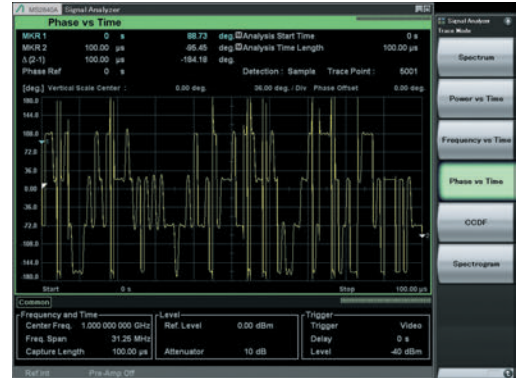 MS2840A Signal Analyzer
Phase vs Time
MKR 1 0 s 88.73 deg. Analysis Start Time 0 s
MKR 2 100.00 µs -95.45 deg. Analysis Time Length 100.00 µs
Δ(2-1) 100.00 µs -184.18 deg.
Phase Ref 0 s Detection : Sample Trace Point : 5001
[deg.] Vertical Scale Center : 0.00 deg. 36.00 deg. / Div Phase Offset 0.00 deg.
180.0
144.0
108.0
72.0
36.0
0.00
-36.0
-72.0
-108.0
-144.0
-180.0
Start 0 s Stop 100.00 µs
Common
Frequency and Time
Center Freq. 1.000 000 000 GHz
Freq. Span 31.25 MHz
Capture Length 100.00 µs
Level
Ref. Level 0.00 dBm
Attenuator 10 dB
Trigger
Trigger Video
Delay 0 s
Level -40 dBm
Ref.Int Pre-Amp Off
Signal Analyzer
Trace Mode
Spectrum
Power vs Time
Frequency vs Time
Phase vs Time
CCDF
Spectrogram